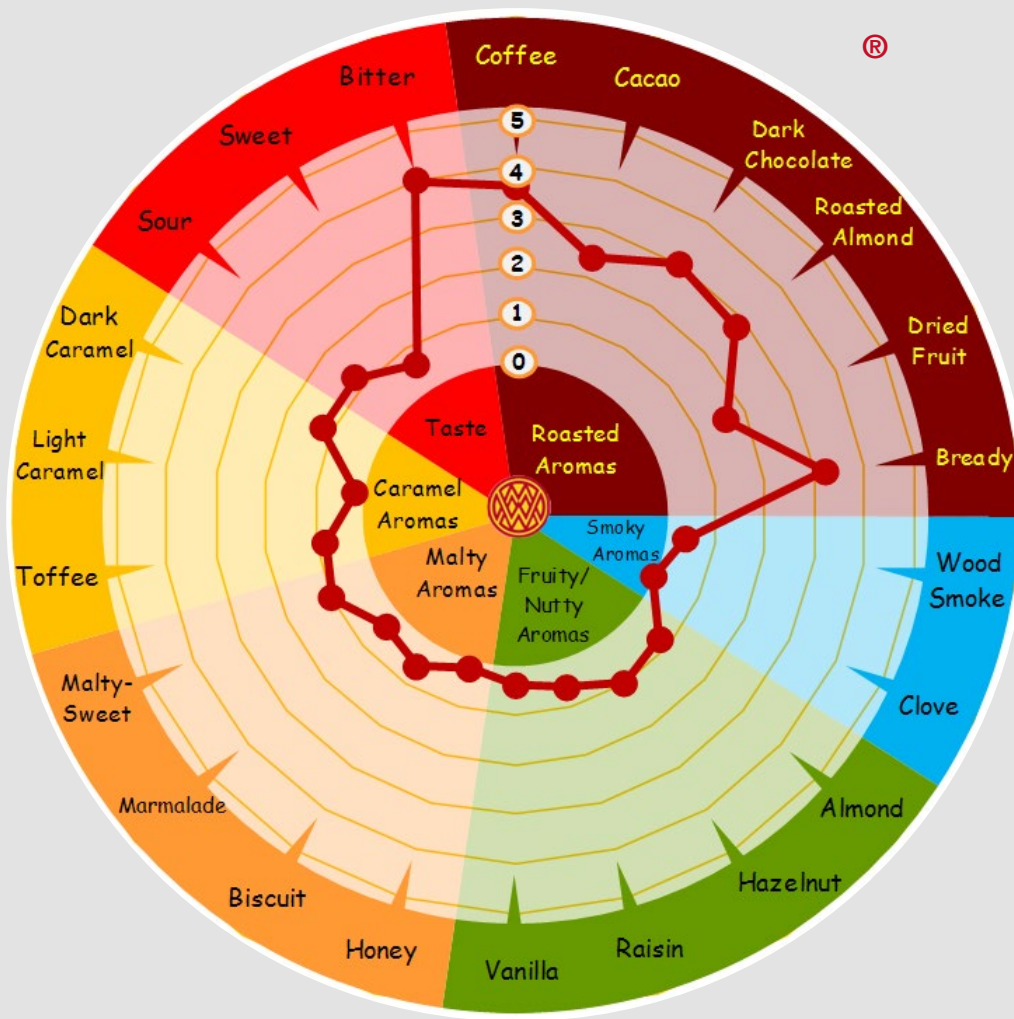 ®
Coffee
Cacao
Dark
Chocolate
Roasted
Almond
Dried
Fruit
Bready
Wood
Smoke
Clove
Almond
Hazelnut
Raisin
Vanilla
Honey
Biscuit
Marmalade
Malty-
Sweet
Toffee
Light
Caramel
Dark
Caramel
Sour
Sweet
Bitter
5
4
3
2
1
0
Taste
Roasted
Aromas
Caramel
Aromas
Smoky
Aromas
Malty
Aromas
Fruity/
Nutty
Aromas